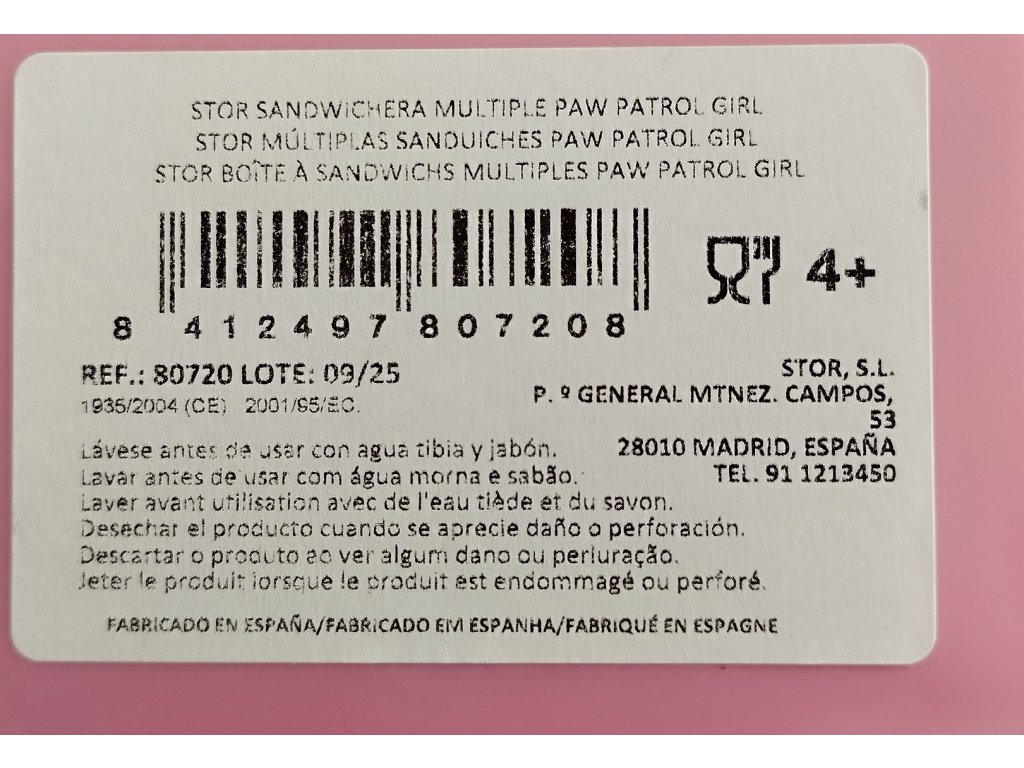 STOR SANDWICHERA MULTIPLE PAW PATROL GIRL
STOR MÚLTIPLAS SANDUICHES PAW PATROL GIRL
STOR BOÎTE À SANDWICHS MULTIPLES PAW PATROL GIRL
4+
8 412497 807208
REF.: 80720 LOTE: 09/25
1935/2004 (CE) 2001/95/EC.
STOR, S.L.
P. º GENERAL MTNEZ. CAMPOS,
53
28010 MADRID, ESPAÑA
TEL. 91 1213450
Lávese antes de usar con agua tibia y jabón.
Lavar antes de usar com água morna e sabão.
Laver avant utilisation avec de l'eau tiède et du savon.
Desechar el producto cuando se aprecie daño o perforación.
Descartar o produto ao ver algum dano ou perfuração.
Jeter le produit lorsque le produit est endommagé ou perforé.
FABRICADO EN ESPAÑA/FABRICADO EM ESPANHA/FABRIQUÉ EN ESPAGNE